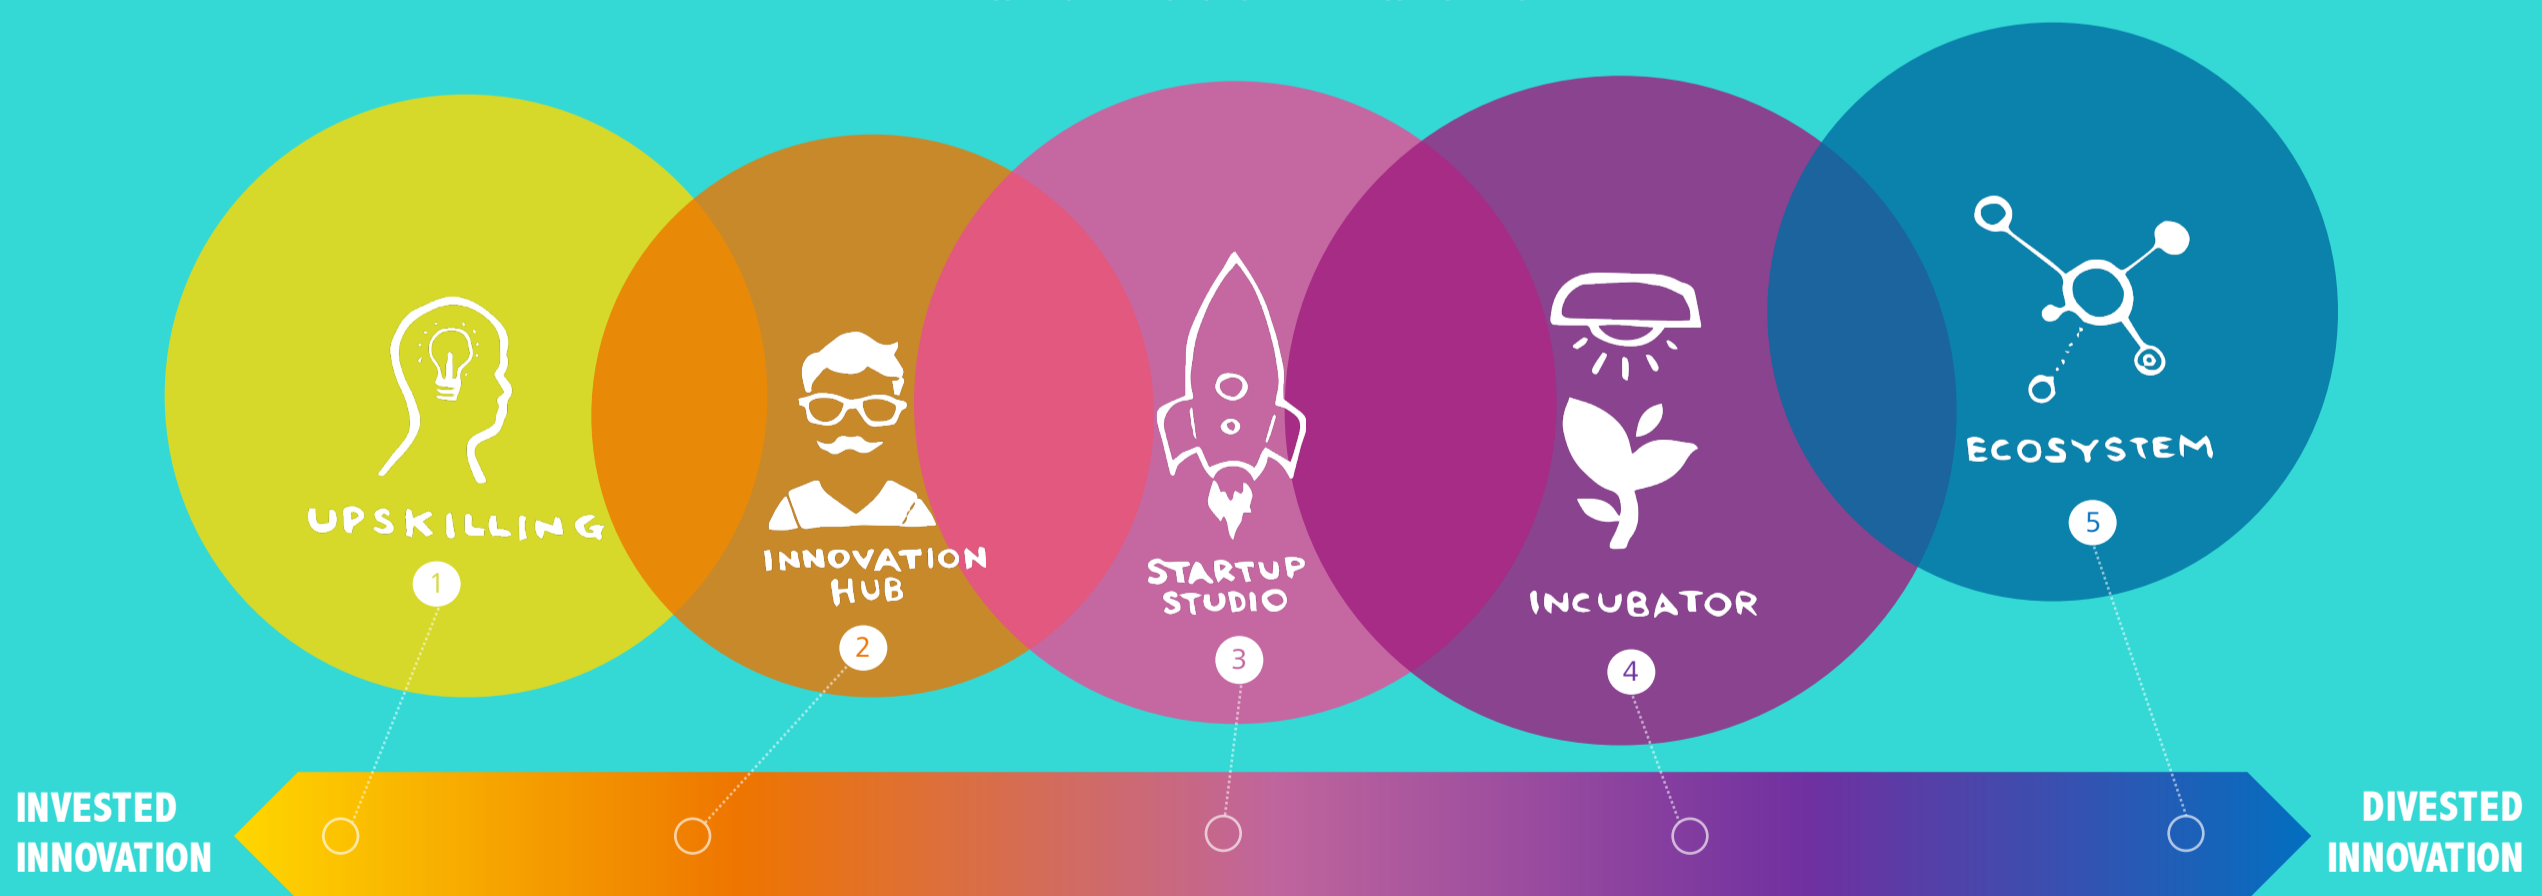 UPSKILLING
1
INNOVATION
HUB
2
STARTUP
STUDIO
3
INCUBATOR
4
ECOSYSTEM
5
INVESTED
INNOVATION
DIVESTED
INNOVATION